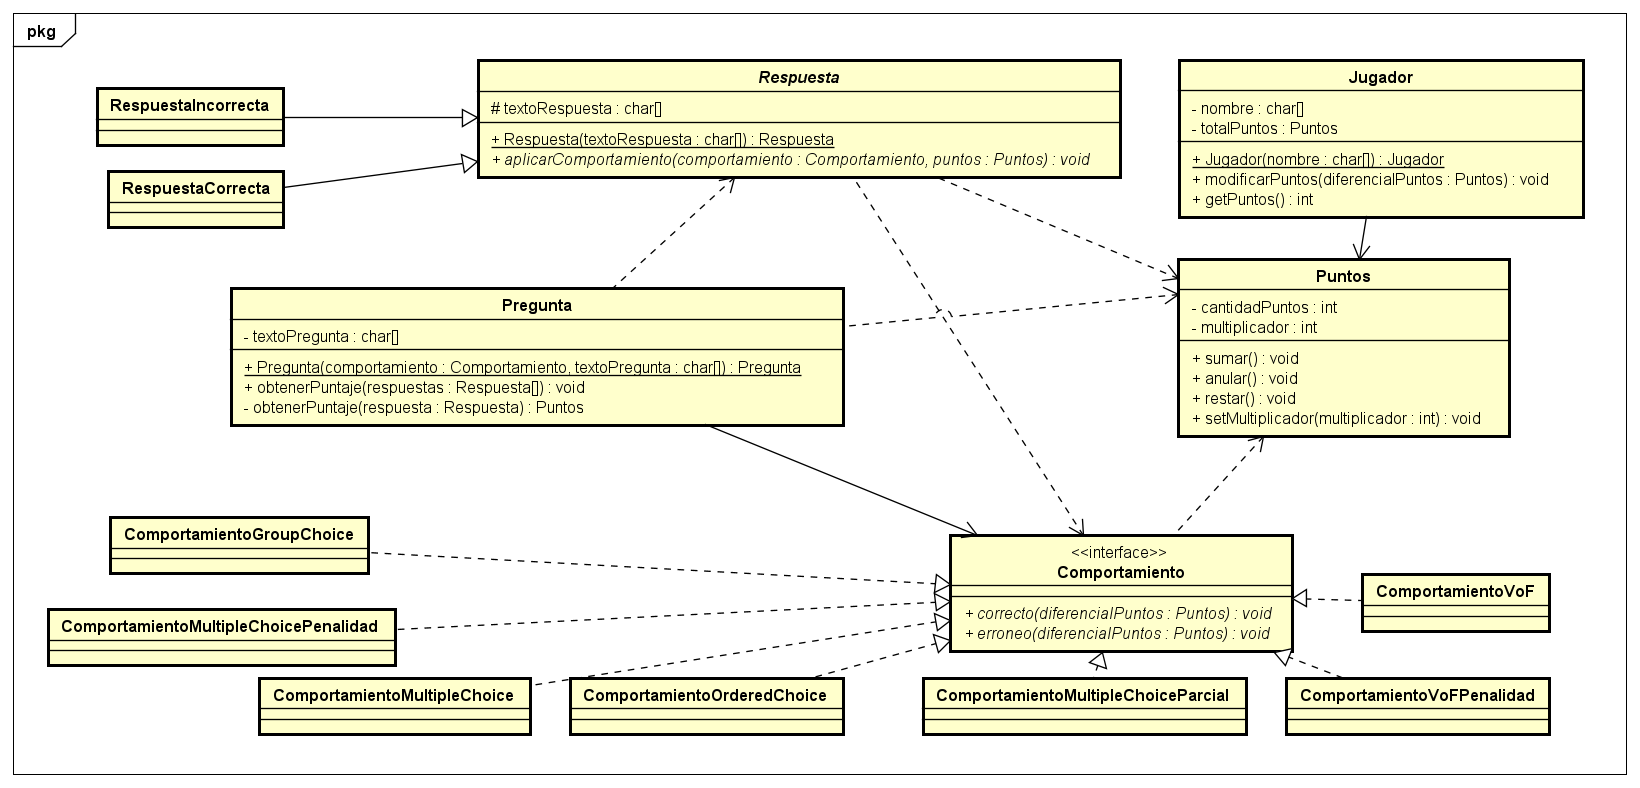 pkg
RespuestaIncorrecta
RespuestaCorrecta
Respuesta
# textoRespuesta : char[]
+ Respuesta(textoRespuesta : char[]) : Respuesta
+ aplicarComportamiento(comportamiento : Comportamiento, puntos : Puntos) : void
Jugador
- nombre : char[]
- totalPuntos : Puntos
+ Jugador(nombre : char[]) : Jugador
+ modificarPuntos(diferencialPuntos : Puntos) : void
+ getPuntos() : int
Pregunta
- textoPregunta : char[]
+ Pregunta(comportamiento : Comportamiento, textoPregunta : char[]) : Pregunta
+ obtenerPuntaje(respuestas : Respuesta[]) : void
- obtenerPuntaje(respuesta : Respuesta) : Puntos
Puntos
- cantidadPuntos : int
- multiplicador : int
+ sumar() : void
+ anular() : void
+ restar() : void
+ setMultiplicador(multiplicador : int) : void
ComportamientoGroupChoice
<<interface>>
Comportamiento
+ correcto(diferencialPuntos : Puntos) : void
+ erroneo(diferencialPuntos : Puntos) : void
ComportamientoVoF
ComportamientoMultipleChoicePenalidad
ComportamientoMultipleChoice
ComportamientoOrderedChoice
ComportamientoMultipleChoiceParcial
ComportamientoVoFPenalidad